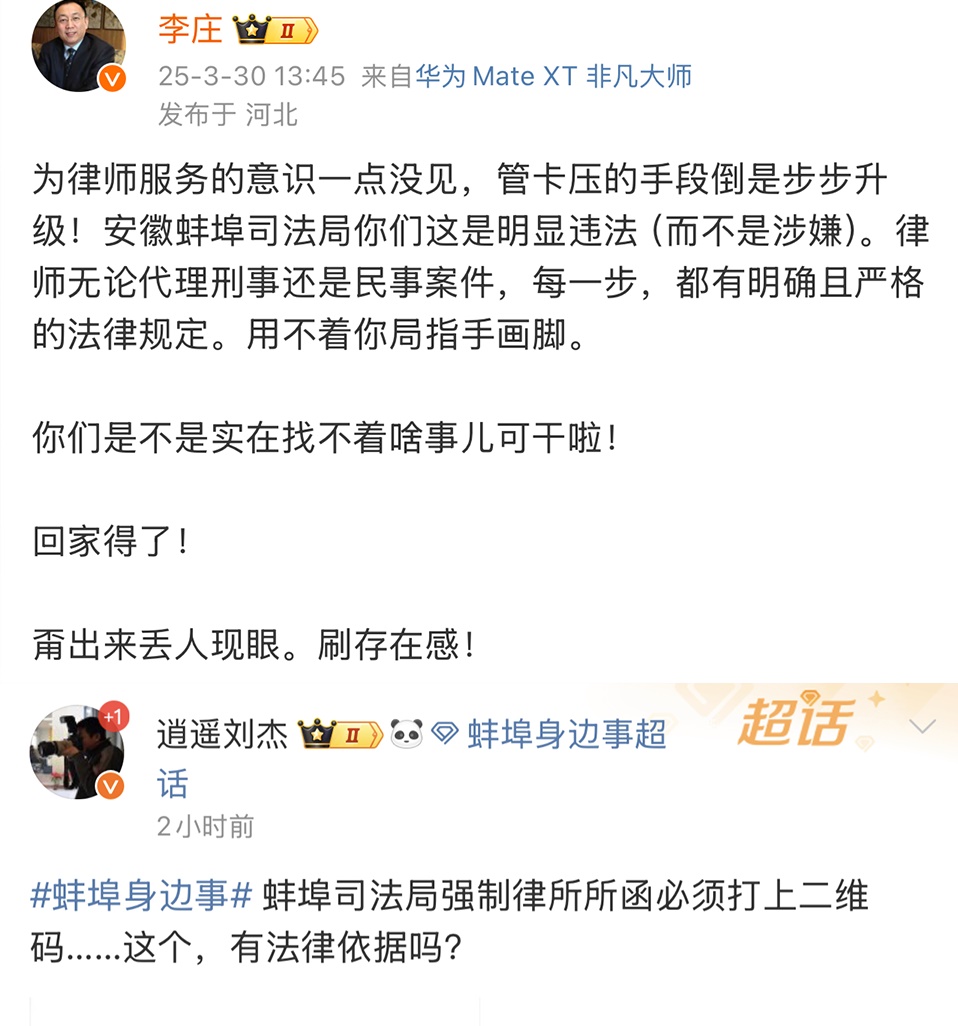 李庄 II
25-3-30 13:45 来自华为 Mate XT 非凡大师
发布于 河北
为律师服务的意识一点没见，管卡压的手段倒是步步升
级！安徽蚌埠司法局你们这是明显违法（而不是涉嫌）。律
师无论代理刑事还是民事案件，每一步，都有明确且严格
的法律规定。用不着你局指手画脚。
你们是不是实在找不着啥事儿可干啦！
回家得了！
甭出来丢人现眼。刷存在感！
+1
逍遥刘杰 II 蚌埠身边事超
话
超话
2小时前
#蚌埠身边事# 蚌埠司法局强制律所所函必须打上二维
码……这个，有法律依据吗？